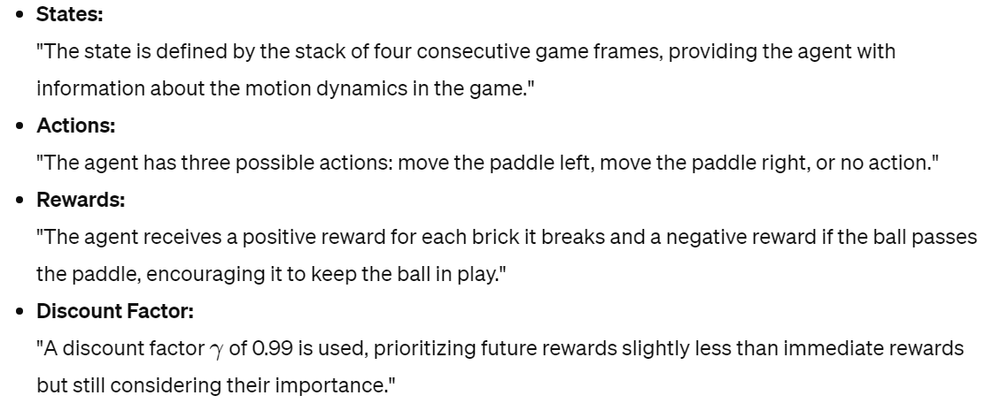 • States:
"The state is defined by the stack of four consecutive game frames, providing the agent with
information about the motion dynamics in the game."
• Actions:
"The agent has three possible actions: move the paddle left, move the paddle right, or no action."
• Rewards:
"The agent receives a positive reward for each brick it breaks and a negative reward if the ball passes
the paddle, encouraging it to keep the ball in play."
• Discount Factor:
"A discount factor γ of 0.99 is used, prioritizing future rewards slightly less than immediate rewards
but still considering their importance."